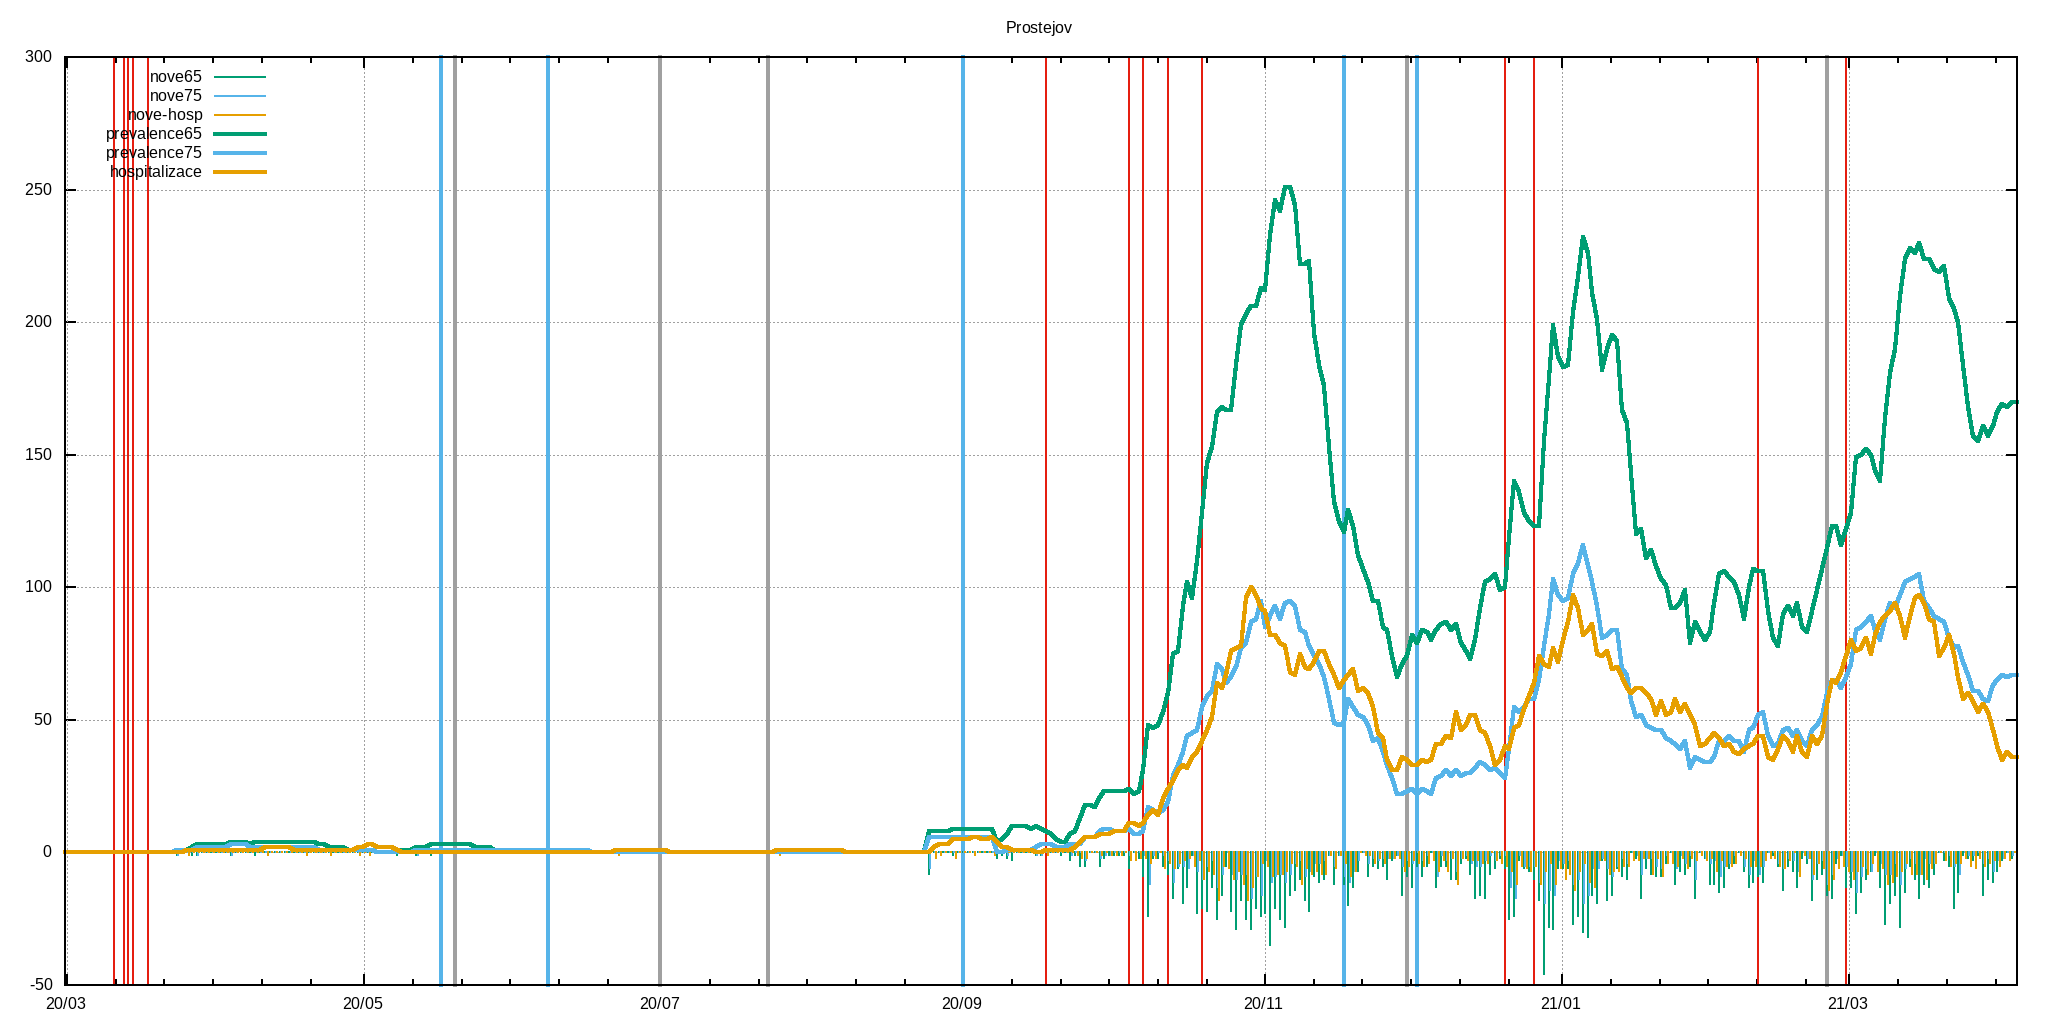 Prostejov
300
nove65
nove75
nove-hosp
prevalence65
prevalence75
hospitalizace
250
200
150
100
50
0
-50
20/03 20/05 20/07 20/09 20/11 21/01 21/03